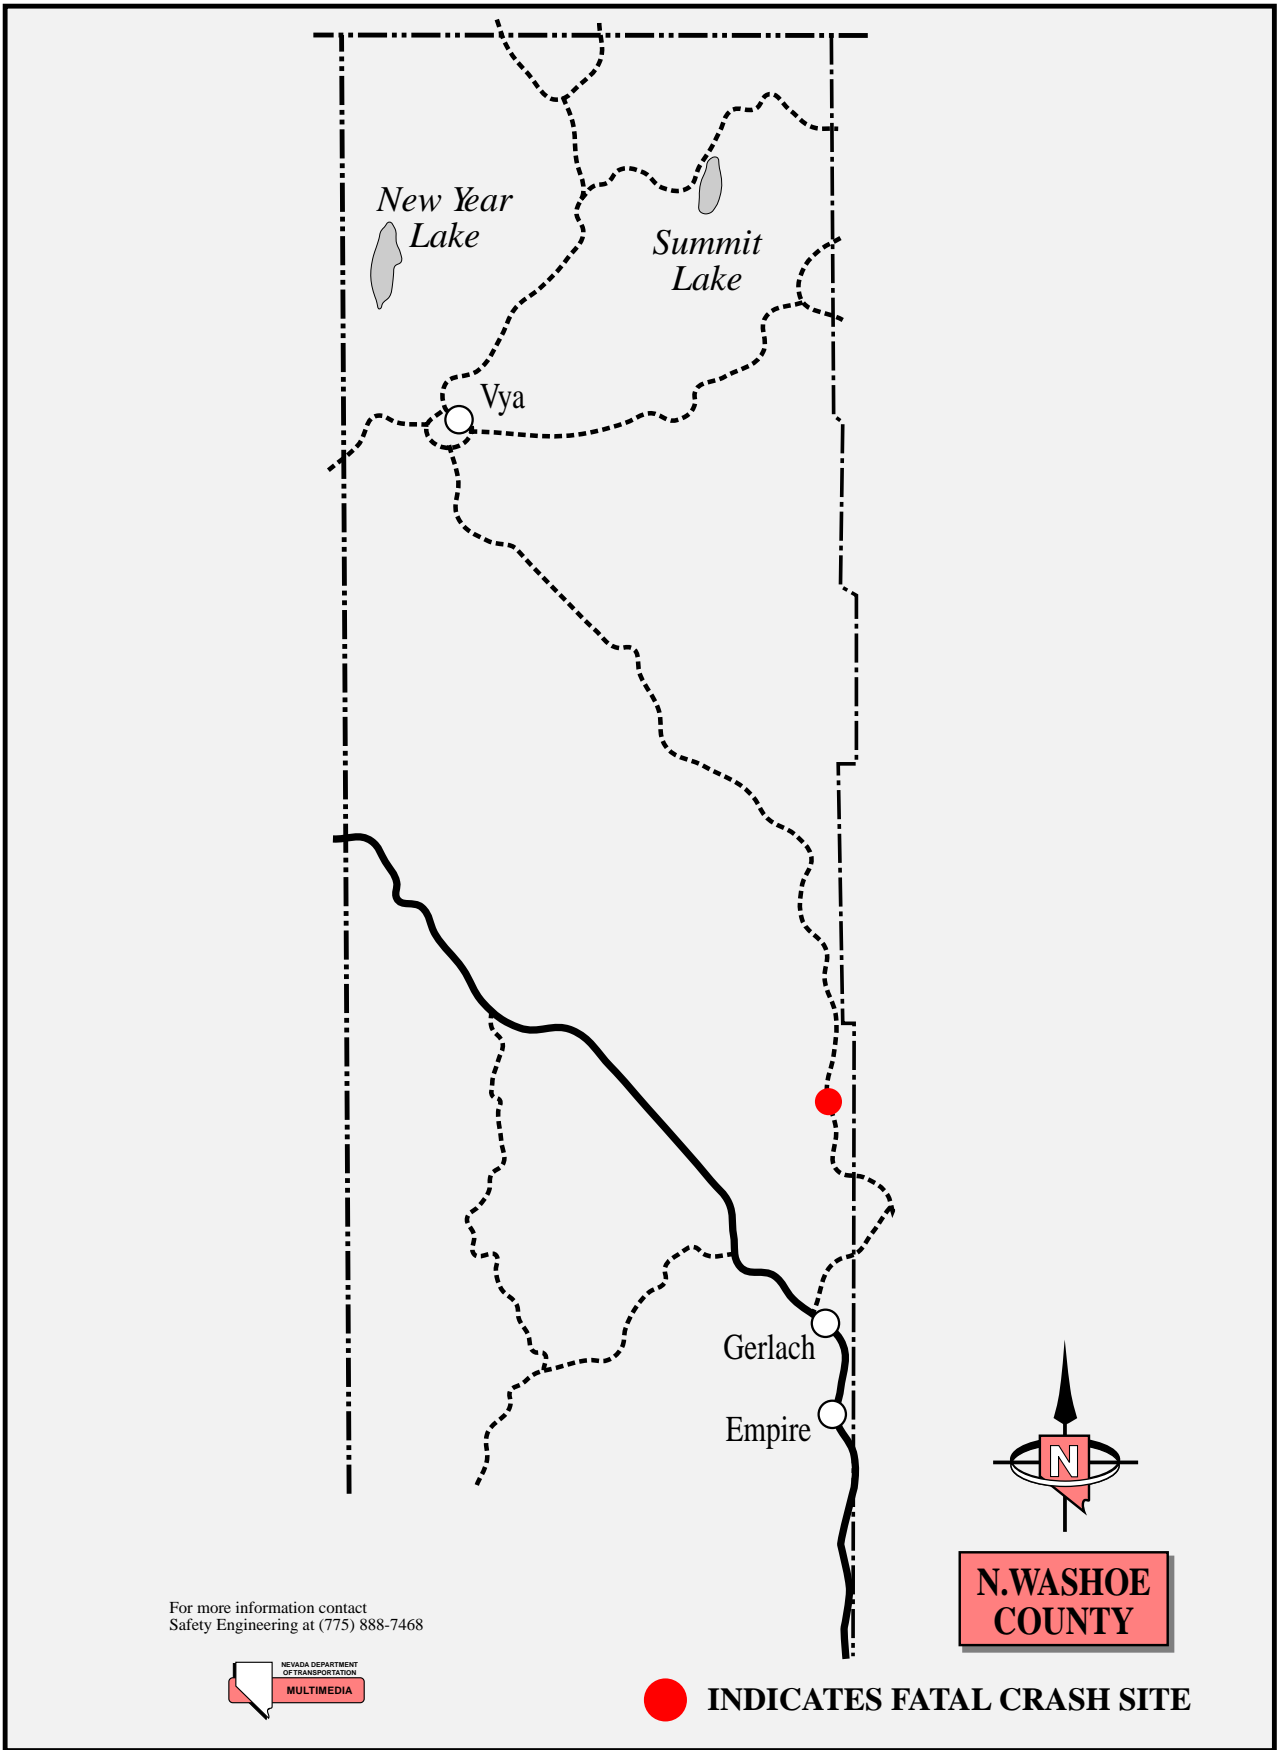 New Year
Lake
Summit
Lake
Vya
Gerlach
Empire
N
N.WASHOE
COUNTY
For more information contact
Safety Engineering at (775) 888-7468
NEVADA DEPARTMENT
OF TRANSPORTATION
MULTIMEDIA
INDICATES FATAL CRASH SITE